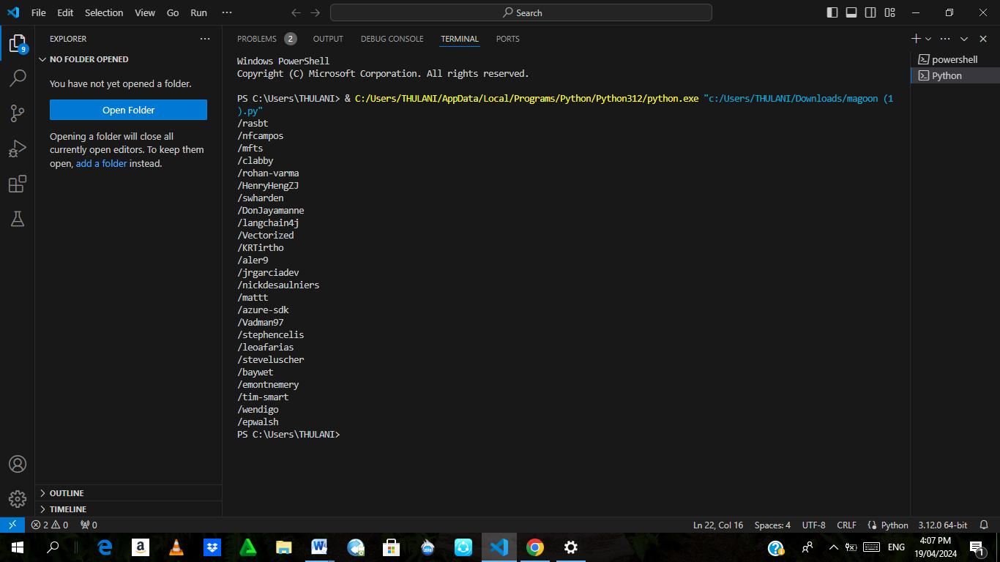 File Edit Selection View Go Run ···
Search
EXPLORER
NO FOLDER OPENED
You have not yet opened a folder.
Open Folder
Opening a folder will close all
currently open editors. To keep them
open, add a folder instead.
OUTLINE
TIMELINE
9
PROBLEMS 2 OUTPUT DEBUG CONSOLE TERMINAL PORTS
Windows PowerShell
Copyright (C) Microsoft Corporation. All rights reserved.
PS C:\Users\THULANI> & C:/Users/THULANI/AppData/Local/Programs/Python/Python312/python.exe "c:/Users/THULANI/Downloads/magoon (1
).py"
/rasbt
/nfcampos
/mfts
/clabby
/rohan-varma
/HenryHengZJ
/swharden
/DonJayamanne
/langchain4j
/Vectorized
/KRTirtho
/aler9
/jrgarciadev
/nickdesaulniers
/mattt
/azure-sdk
/Vadman97
/stephencelis
/leoafarias
/steveluscher
/baywet
/emontnemery
/tim-smart
/wendigo
/epwalsh
PS C:\Users\THULANI>
powershell
Python
2 0 0
Ln 22, Col 16 Spaces: 4 UTF-8 CRLF Python 3.12.0 64-bit
ENG
4:07 PM
19/04/2024
1